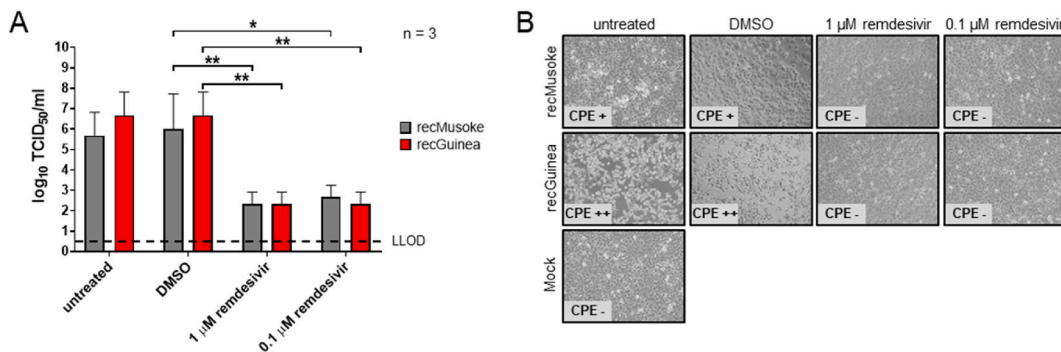 A
n = 3
*
**
**
**
log₁₀ TCID₅₀/ml
10
9
8
7
6
5
4
3
2
1
0
LLOD
recMusoke
recGuinea
untreated
DMSO
1 µM remdesivir
0.1 µM remdesivir
B
untreated
DMSO
1 µM remdesivir
0.1 µM remdesivir
recMusoke
CPE +
CPE +
CPE -
CPE -
recGuinea
CPE ++
CPE ++
CPE -
CPE -
Mock
CPE -